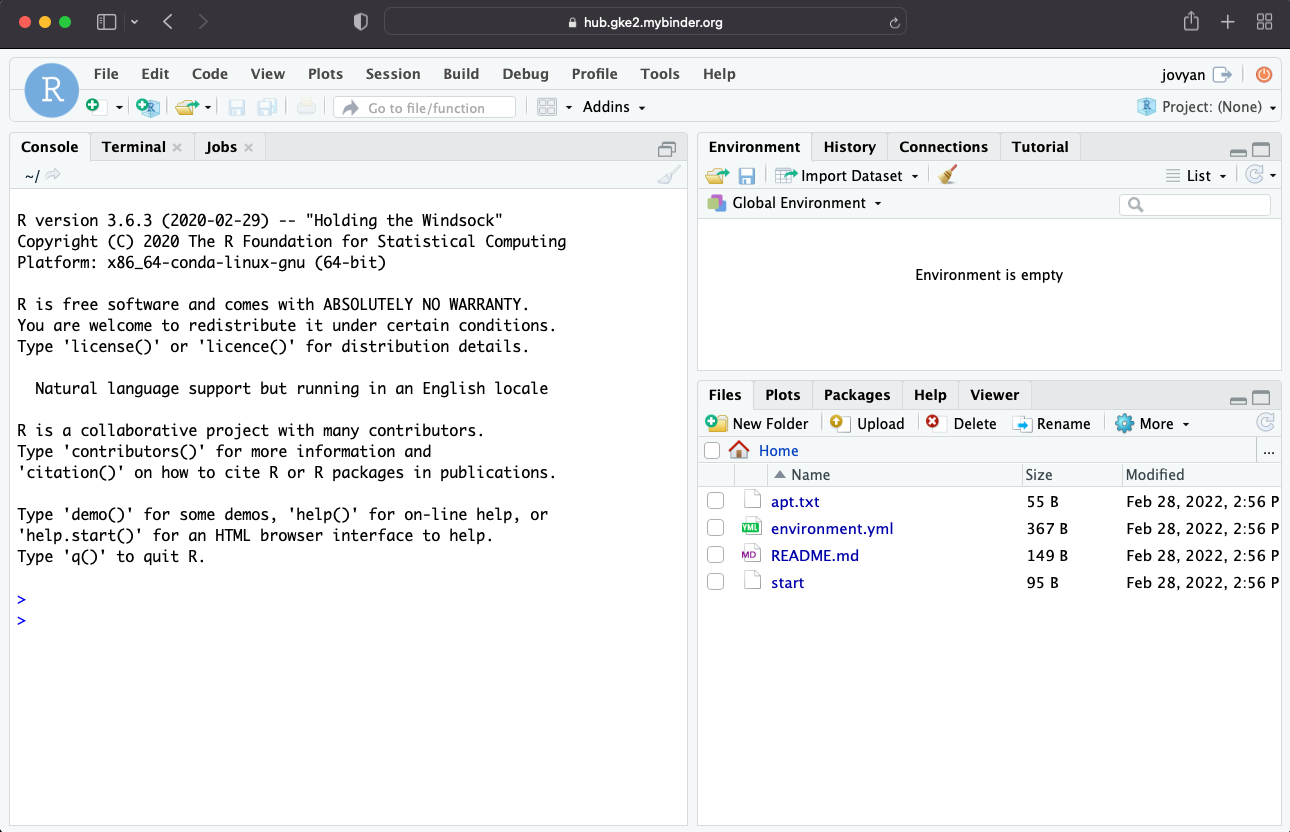 hub.gke2.mybinder.org
R
File Edit Code View Plots Session Build Debug Profile Tools Help
jovyan
Go to file/function
Addins
Project: (None)
Console Terminal Jobs
~/
R version 3.6.3 (2020-02-29) -- "Holding the Windsock"
Copyright (C) 2020 The R Foundation for Statistical Computing
Platform: x86_64-conda-linux-gnu (64-bit)
R is free software and comes with ABSOLUTELY NO WARRANTY.
You are welcome to redistribute it under certain conditions.
Type 'license()' or 'licence()' for distribution details.
Natural language support but running in an English locale
R is a collaborative project with many contributors.
Type 'contributors()' for more information and
'citation()' on how to cite R or R packages in publications.
Type 'demo()' for some demos, 'help()' for on-line help, or
'help.start()' for an HTML browser interface to help.
Type 'q()' to quit R.
>
>
Environment History Connections Tutorial
Import Dataset
List
Global Environment
Environment is empty
Files Plots Packages Help Viewer
New Folder Upload Delete Rename More
Home
...
Name Size Modified
apt.txt 55 B Feb 28, 2022, 2:56 P
YML environment.yml 367 B Feb 28, 2022, 2:56 P
MD README.md 149 B Feb 28, 2022, 2:56 P
start 95 B Feb 28, 2022, 2:56 P